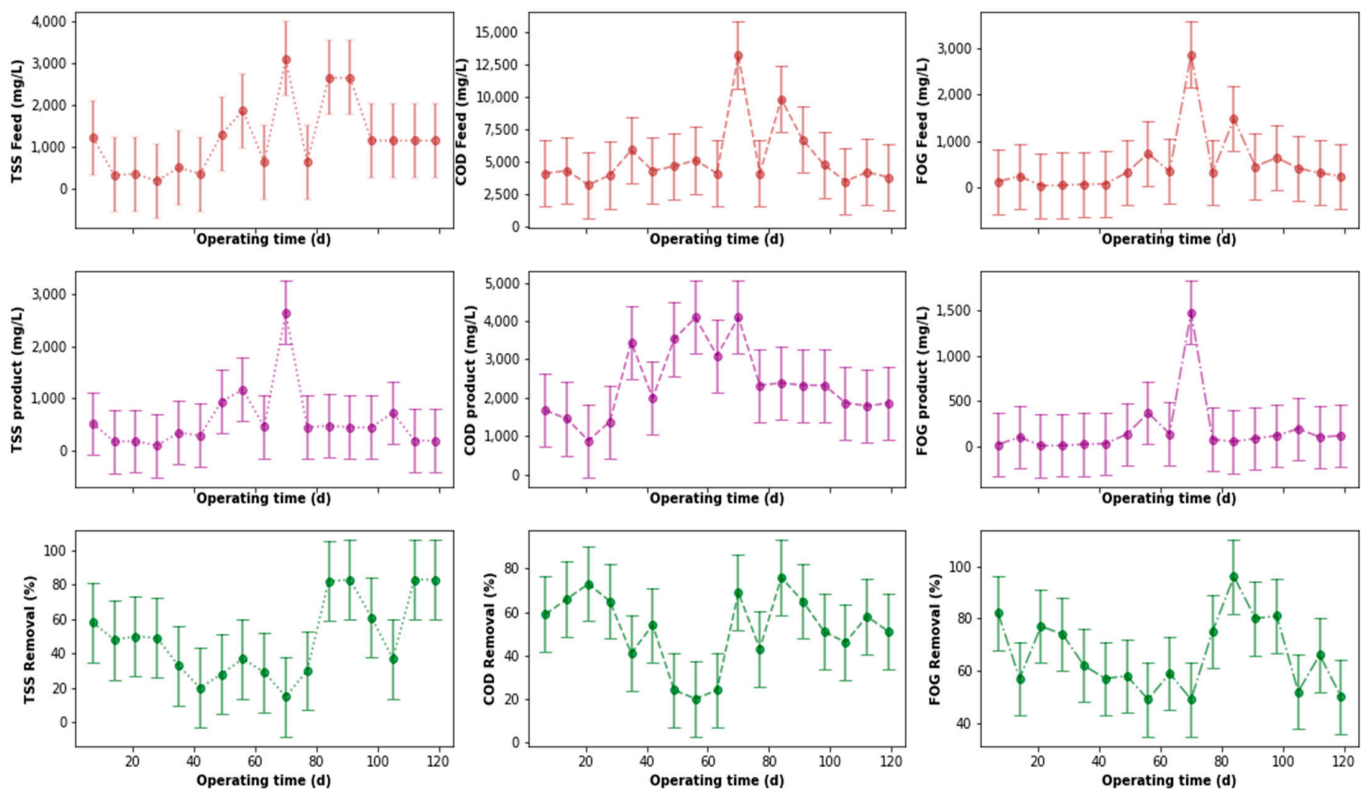 TSS Feed (mg/L)
4,000
3,000
2,000
1,000
0
Operating time (d)
COD Feed (mg/L)
15,000
12,500
10,000
7,500
5,000
2,500
0
Operating time (d)
FOG Feed (mg/L)
3,000
2,000
1,000
0
Operating time (d)
TSS product (mg/L)
3,000
2,000
1,000
0
Operating time (d)
COD product (mg/L)
5,000
4,000
3,000
2,000
1,000
0
Operating time (d)
FOG product (mg/L)
1,500
1,000
500
0
Operating time (d)
TSS Removal (%)
100
80
60
40
20
0
20 40 60 80 100 120
Operating time (d)
COD Removal (%)
80
60
40
20
0
20 40 60 80 100 120
Operating time (d)
FOG Removal (%)
100
80
60
40
20 40 60 80 100 120
Operating time (d)